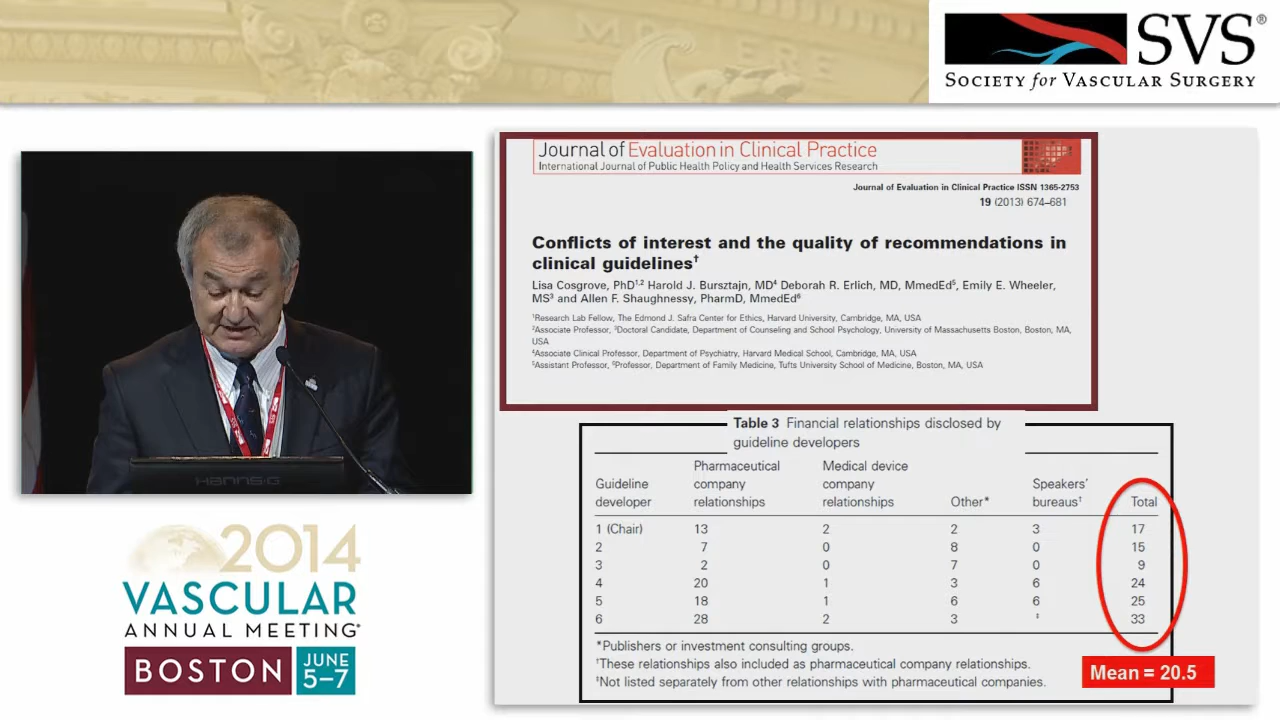 SVS®
SOCIETY for VASCULAR SURGERY
Journal of Evaluation in Clinical Practice
International Journal of Public Health Policy and Health Services Research
Journal of Evaluation in Clinical Practice ISSN 1365-2753
19 (2013) 674–681
Conflicts of interest and the quality of recommendations in
clinical guidelines†
Lisa Cosgrove, PhD1,2 Harold J. Bursztajn, MD4 Deborah R. Erlich, MD, MmedEd5, Emily E. Wheeler,
MS3 and Allen F. Shaughnessy, PharmD, MmedEd6
1Research Lab Fellow, The Edmond J. Safra Center for Ethics, Harvard University, Cambridge, MA, USA
2Associate Professor, 3Doctoral Candidate, Department of Counseling and School Psychology, University of Massachusetts Boston, Boston, MA,
USA
4Associate Clinical Professor, Department of Psychiatry, Harvard Medical School, Cambridge, MA, USA
5Assistant Professor, 6Professor, Department of Family Medicine, Tufts University School of Medicine, Boston, MA, USA
Table 3 Financial relationships disclosed by
guideline developers
Guideline developer Pharmaceutical company relationships Medical device company relationships Other* Speakers' bureaus† Total
1 (Chair) 13 2 2 3 17
2 7 0 8 0 15
3 2 0 7 0 9
4 20 1 3 6 24
5 18 1 6 6 25
6 28 2 3 ‡ 33
*Publishers or investment consulting groups.
†These relationships also included as pharmaceutical company relationships.
‡Not listed separately from other relationships with pharmaceutical companies.
Mean = 20.5
2014
VASCULAR
ANNUAL MEETING®
BOSTON
JUNE
5–7